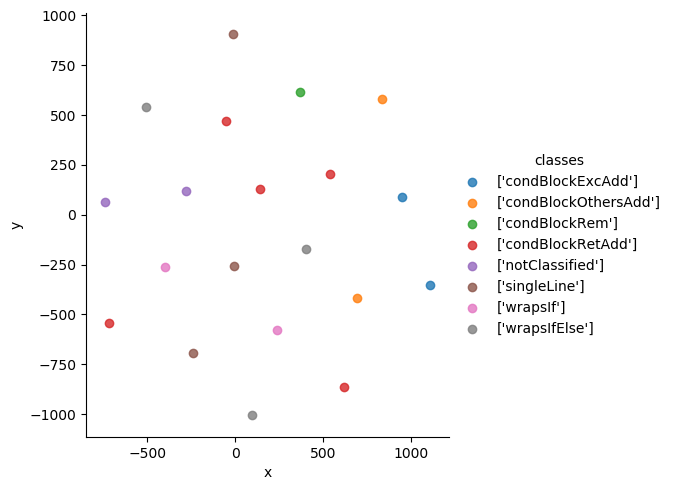 1000
750
500
250
0
−250
−500
−750
−1000
y
−500
0
500
1000
x
classes
['condBlockExcAdd']
['condBlockOthersAdd']
['condBlockRem']
['condBlockRetAdd']
['notClassified']
['singleLine']
['wrapsIf']
['wrapsIfElse']